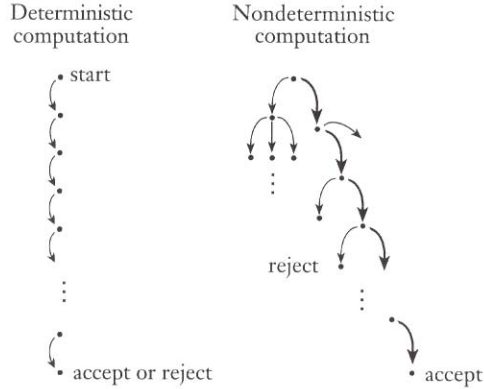 Deterministic
computation
Nondeterministic
computation
start
reject
accept or reject
accept